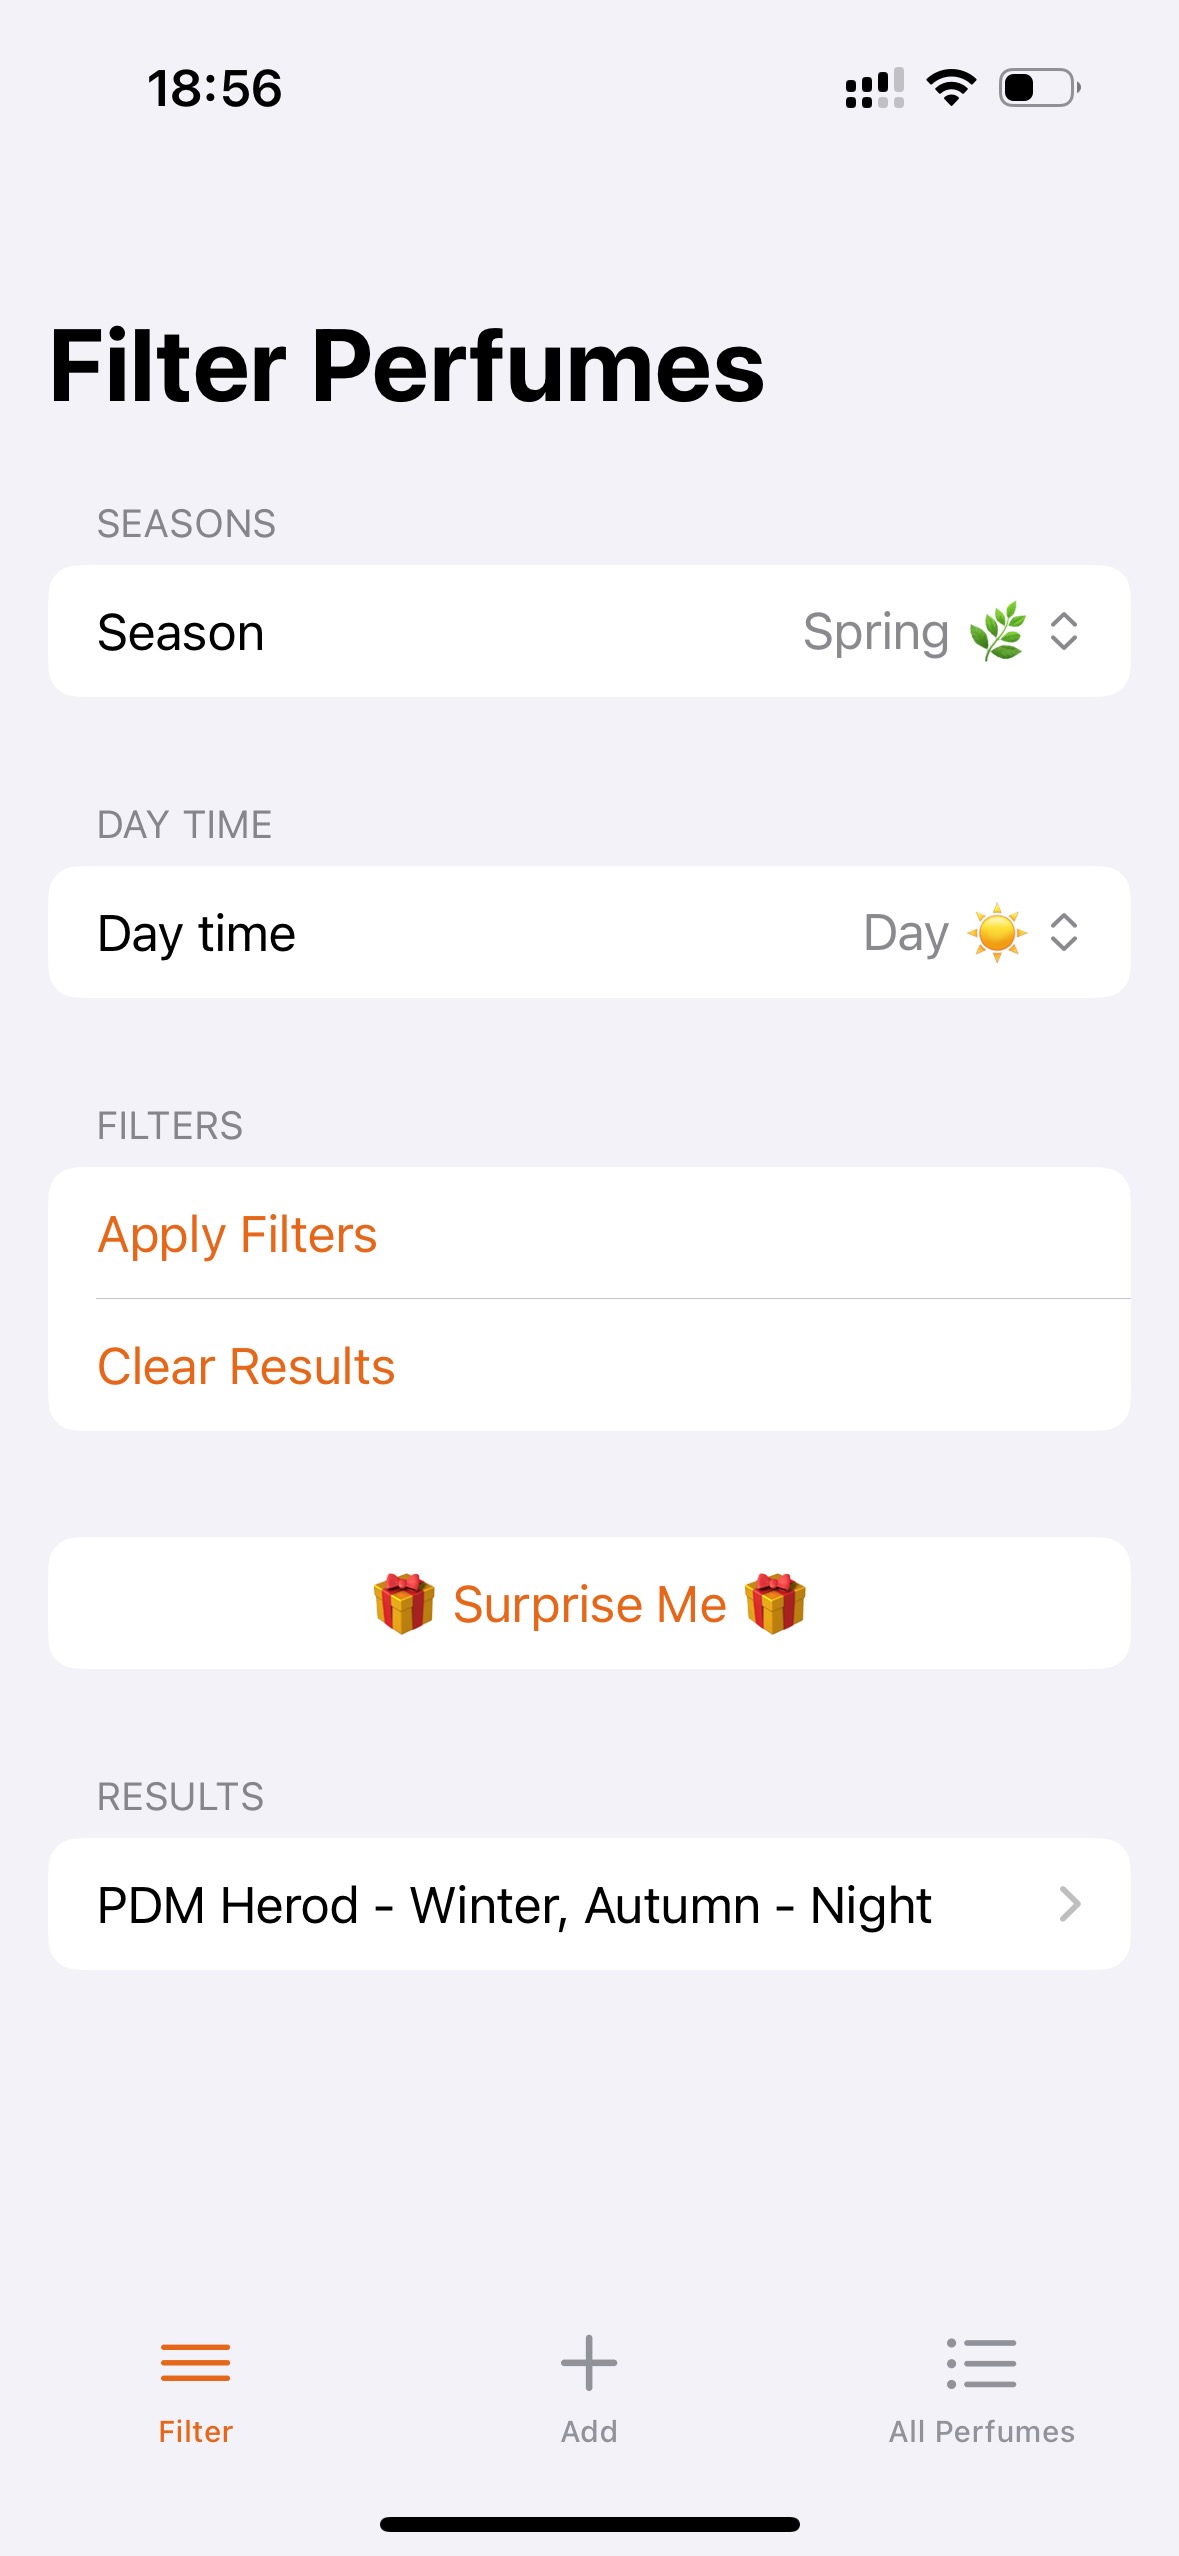 18:56
Filter Perfumes
SEASONS
Season Spring 🌿
DAY TIME
Day time Day ☀️
FILTERS
Apply Filters
Clear Results
🎁 Surprise Me 🎁
RESULTS
PDM Herod - Winter, Autumn - Night
Filter Add All Perfumes